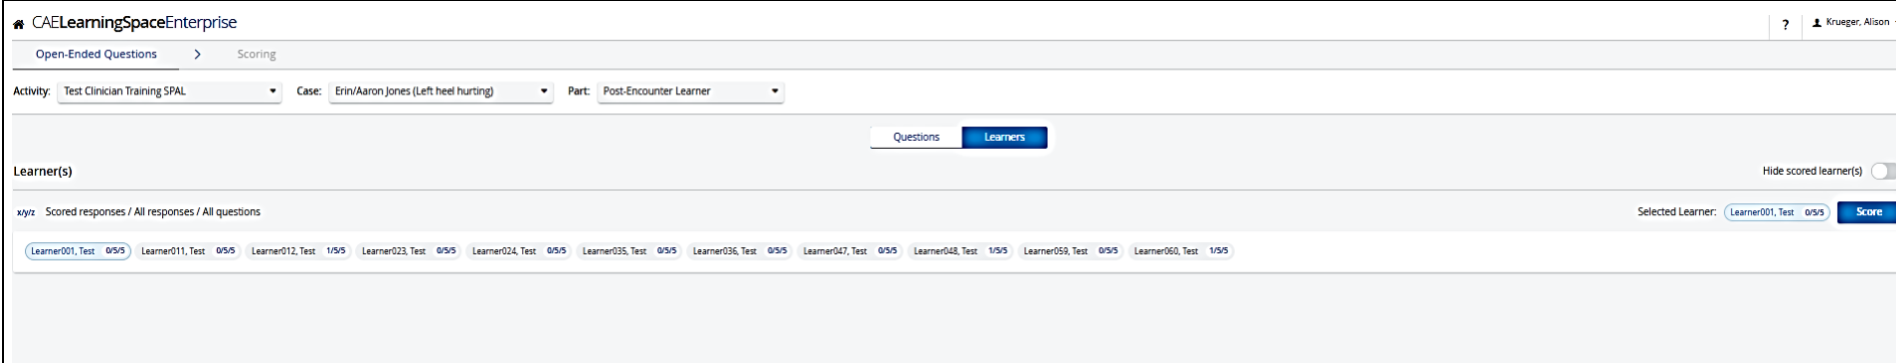 CAELearningSpaceEnterprise
? Krueger, Alison
Open-Ended Questions > Scoring
Activity: Test Clinician Training SPAL Case: Erin/Aaron Jones (Left heel hurting) Part: Post-Encounter Learner
Questions Learners
Learner(s) Hide scored learner(s)
x/y/z Scored responses / All responses / All questions Selected Learner: Learner001, Test 0/5/5 Score
Learner001, Test 0/5/5 Learner011, Test 0/5/5 Learner012, Test 1/5/5 Learner023, Test 0/5/5 Learner024, Test 0/5/5 Learner035, Test 0/5/5 Learner036, Test 0/5/5 Learner047, Test 0/5/5 Learner048, Test 1/5/5 Learner059, Test 0/5/5 Learner060, Test 1/5/5